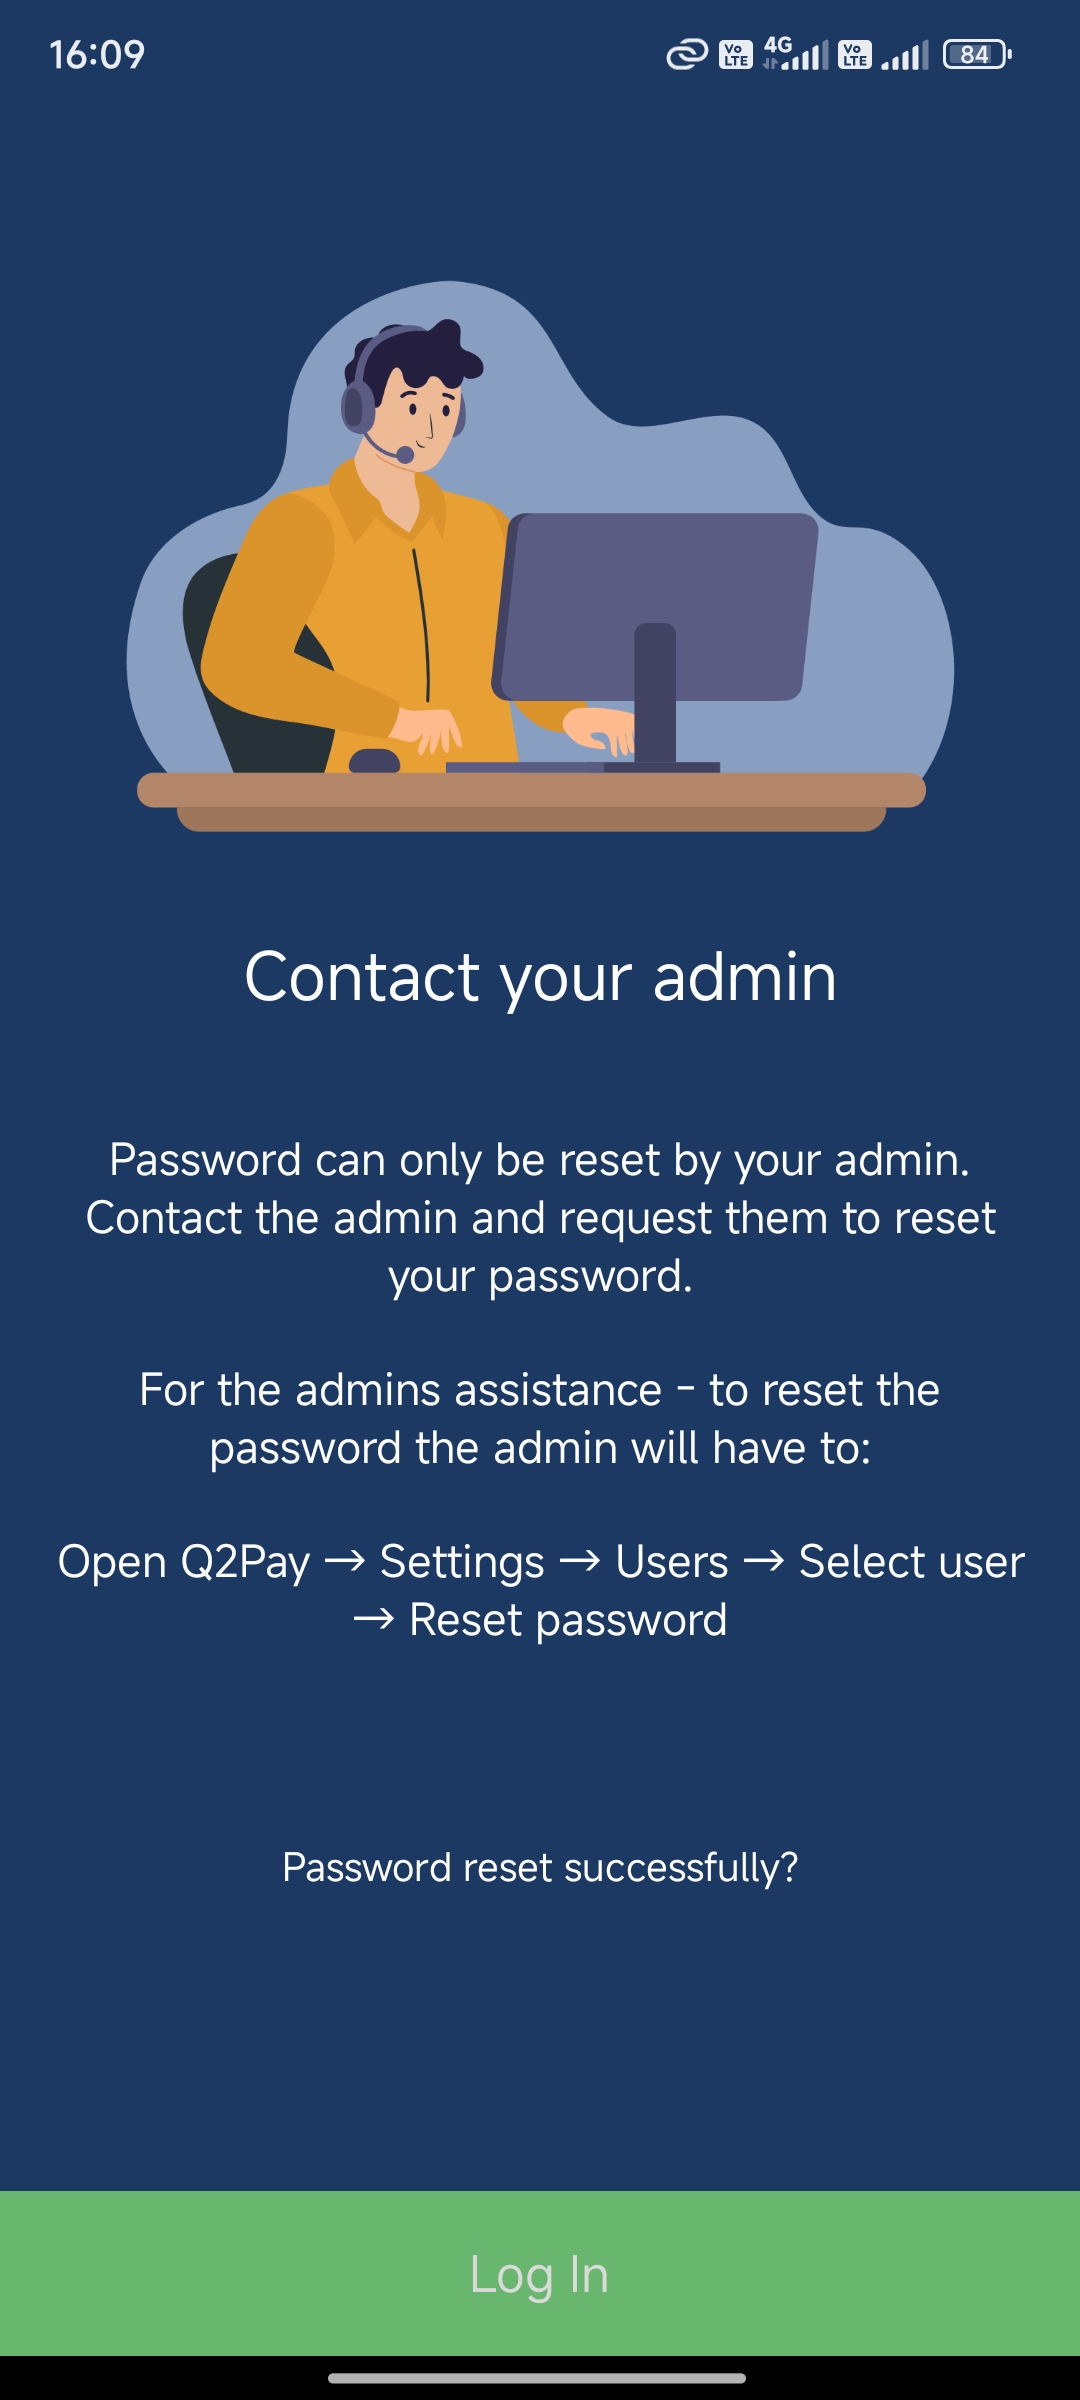 16:09
Vo LTE 4G Vo LTE 84
Contact your admin
Password can only be reset by your admin.
Contact the admin and request them to reset
your password.
For the admins assistance - to reset the
password the admin will have to:
Open Q2Pay → Settings → Users → Select user
→ Reset password
Password reset successfully?
Log In